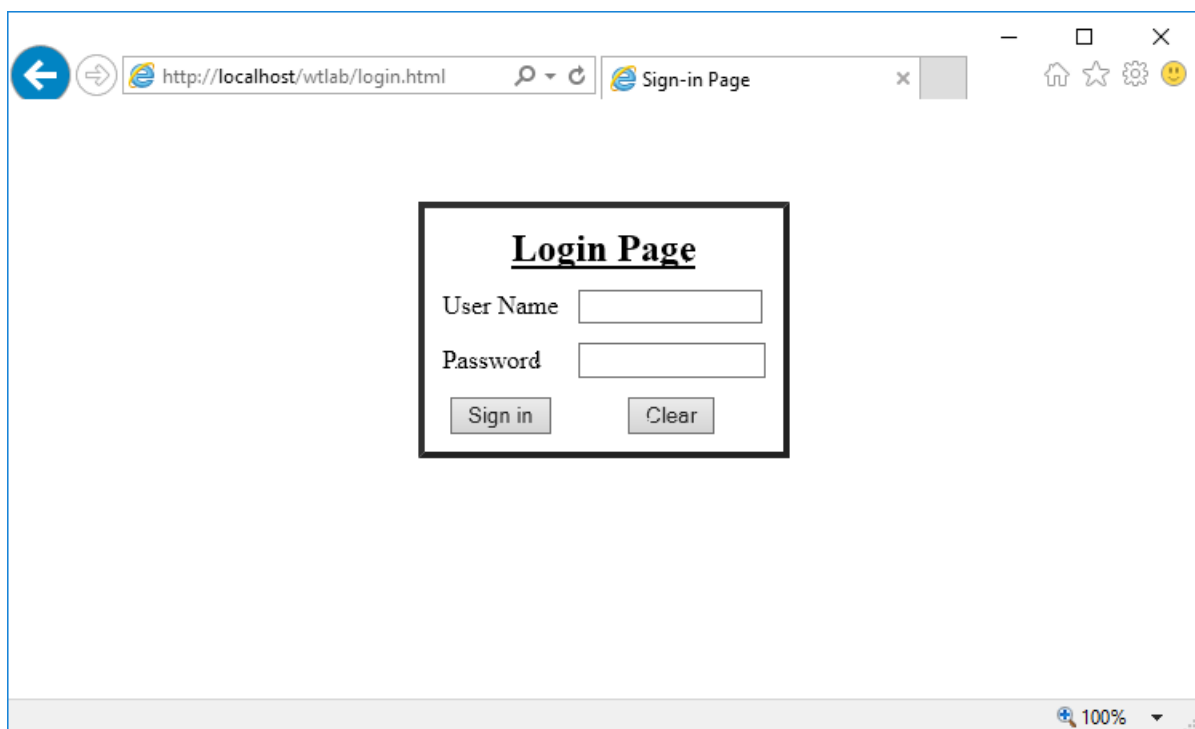 http://localhost/wtlab/login.html
Sign-in Page
Login Page
User Name
Password
Sign in
Clear
100%